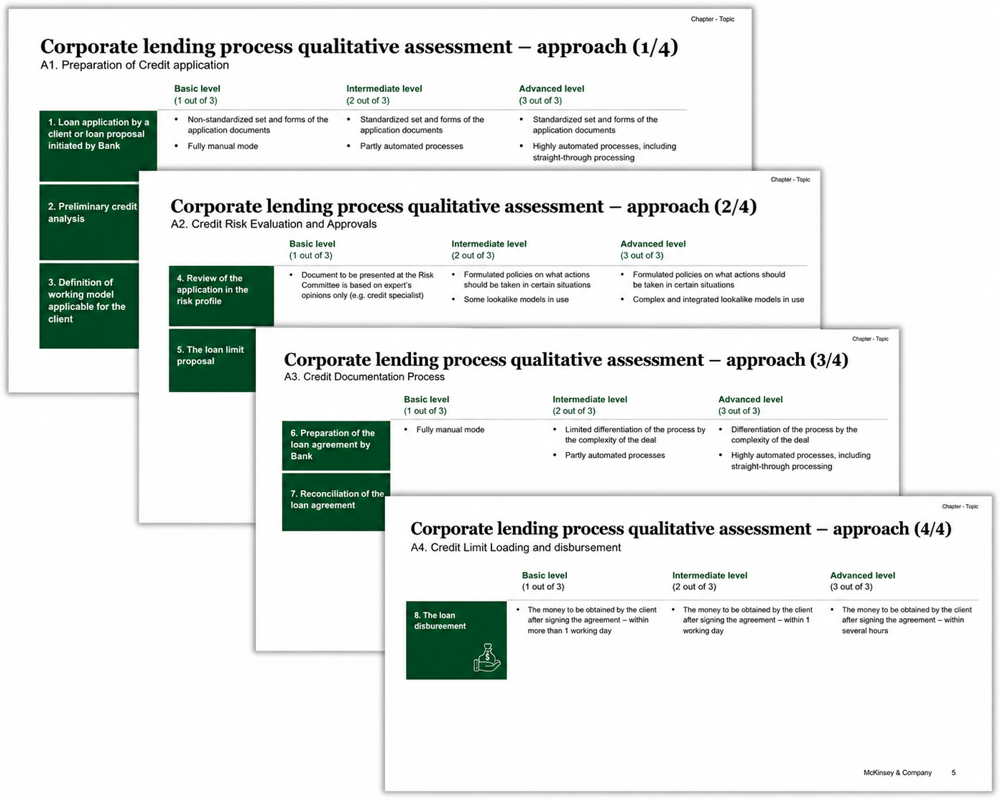 Chapter - Topic
Corporate lending process qualitative assessment – approach (1/4)
A1. Preparation of Credit application
Basic level
(1 out of 3)
Intermediate level
(2 out of 3)
Advanced level
(3 out of 3)
1. Loan application by a
client or loan proposal
initiated by Bank
• Non-standardized set and forms of the
application documents
• Fully manual mode
• Standardized set and forms of the
application documents
• Partly automated processes
• Standardized set and forms of the
application documents
• Highly automated processes, including
straight-through processing
2. Preliminary credit
analysis
3. Definition of
working model
applicable for the
client
Chapter - Topic
Corporate lending process qualitative assessment – approach (2/4)
A2. Credit Risk Evaluation and Approvals
Basic level
(1 out of 3)
Intermediate level
(2 out of 3)
Advanced level
(3 out of 3)
4. Review of the
application in the
risk profile
• Document to be presented at the Risk
Committee is based on expert's
opinions only (e.g. credit specialist)
• Formulated policies on what actions
should be taken in certain situations
• Some lookalike models in use
• Formulated policies on what actions should
be taken in certain situations
• Complex and integrated lookalike models in use
5. The loan limit
proposal
Chapter - Topic
Corporate lending process qualitative assessment – approach (3/4)
A3. Credit Documentation Process
Basic level
(1 out of 3)
Intermediate level
(2 out of 3)
Advanced level
(3 out of 3)
6. Preparation of the
loan agreement by
Bank
• Fully manual mode
• Limited differentiation of the process by
the complexity of the deal
• Partly automated processes
• Differentiation of the process by the
complexity of the deal
• Highly automated processes, including
straight-through processing
7. Reconciliation of the
loan agreement
Chapter - Topic
Corporate lending process qualitative assessment – approach (4/4)
A4. Credit Limit Loading and disbursement
Basic level
(1 out of 3)
Intermediate level
(2 out of 3)
Advanced level
(3 out of 3)
8. The loan
disbureement
• The money to be obtained by the client
after signing the agreement – within
more than 1 working day
• The money to be obtained by the client
after signing the agreement – within 1
working day
• The money to be obtained by the client
after signing the agreement – within
several hours
$
McKinsey & Company 5